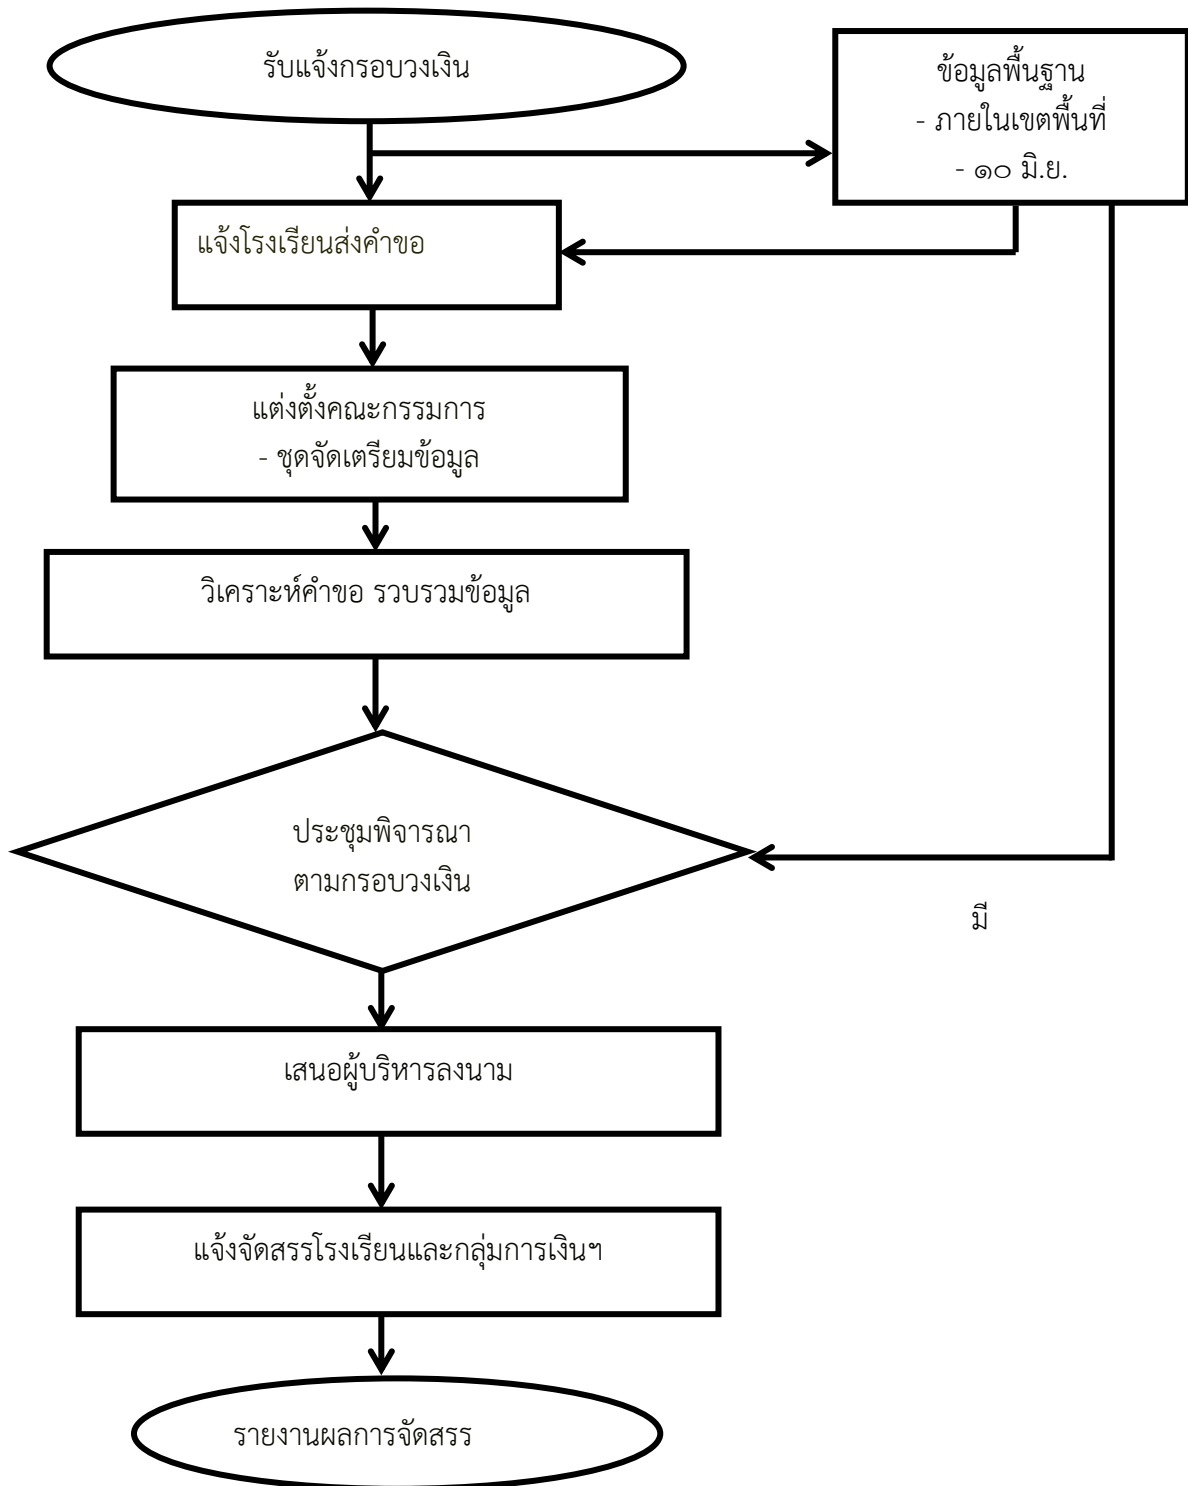 รับแจ้งกรอบวงเงิน
ข้อมูลพื้นฐาน
- ภายในเขตพื้นที่
- ๑๐ มิ.ย.
แจ้งโรงเรียนส่งคำขอ
แต่งตั้งคณะกรรมการ
- ชุดจัดเตรียมข้อมูล
วิเคราะห์คำขอ รวบรวมข้อมูล
ประชุมพิจารณา
ตามกรอบวงเงิน
มี
เสนอผู้บริหารลงนาม
แจ้งจัดสรรโรงเรียนและกลุ่มการเงินฯ
รายงานผลการจัดสรร